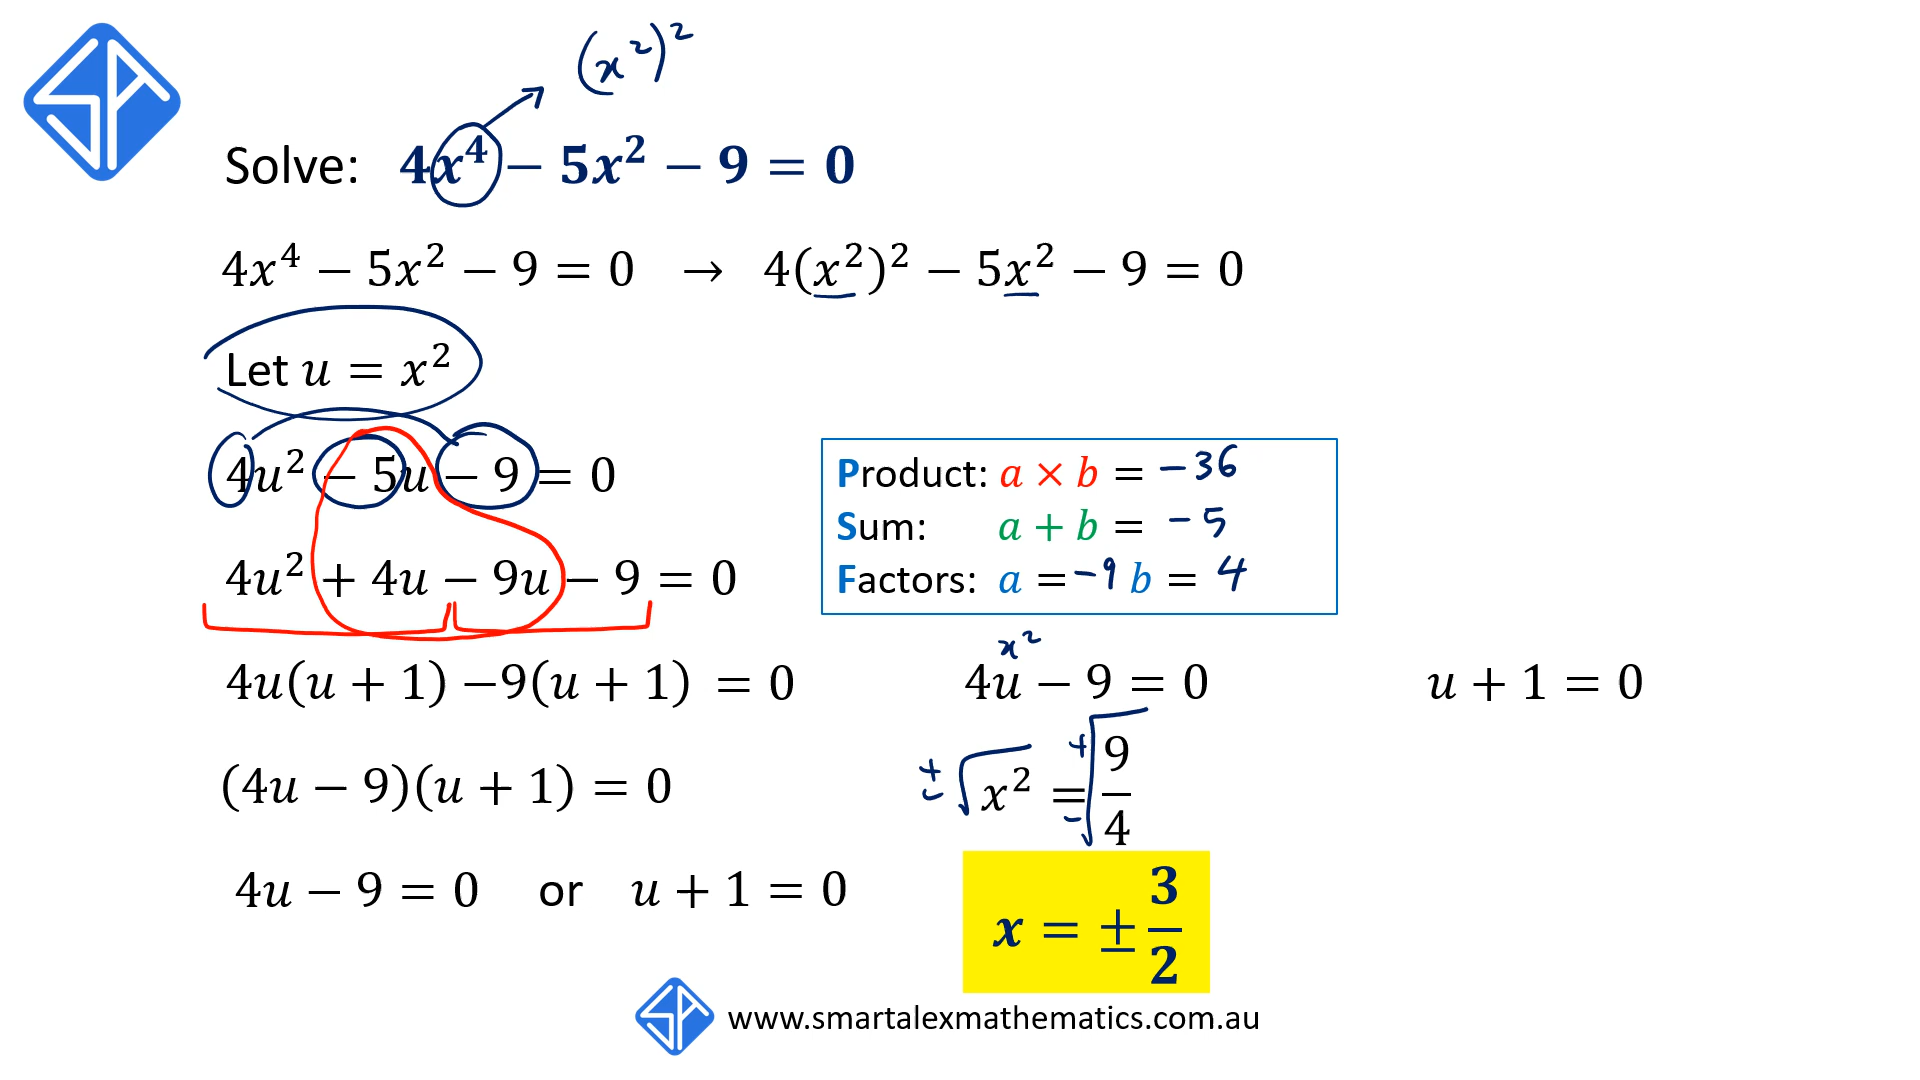 (x²)²
Solve: 4x⁴ − 5x² − 9 = 0
4x⁴ − 5x² − 9 = 0 → 4(x²)² − 5x² − 9 = 0
Let u = x²
4u² − 5u − 9 = 0
4u² + 4u − 9u − 9 = 0
4u(u + 1) −9(u + 1) = 0
(4u − 9)(u + 1) = 0
4u − 9 = 0 or u + 1 = 0
Product: a × b = −36
Sum: a + b = −5
Factors: a = −9 b = 4
x²
4u − 9 = 0
±√x² = ±√9/4
x = ± 3/2
u + 1 = 0
www.smartalexmathematics.com.au